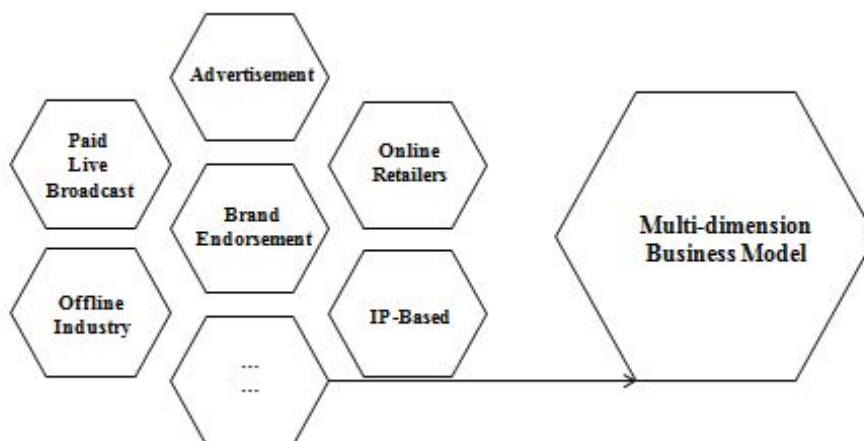 Advertisement
Paid
Live
Broadcast
Online
Retailers
Brand
Endorsement
Multi-dimension
Business Model
Offline
Industry
IP-Based
---
---